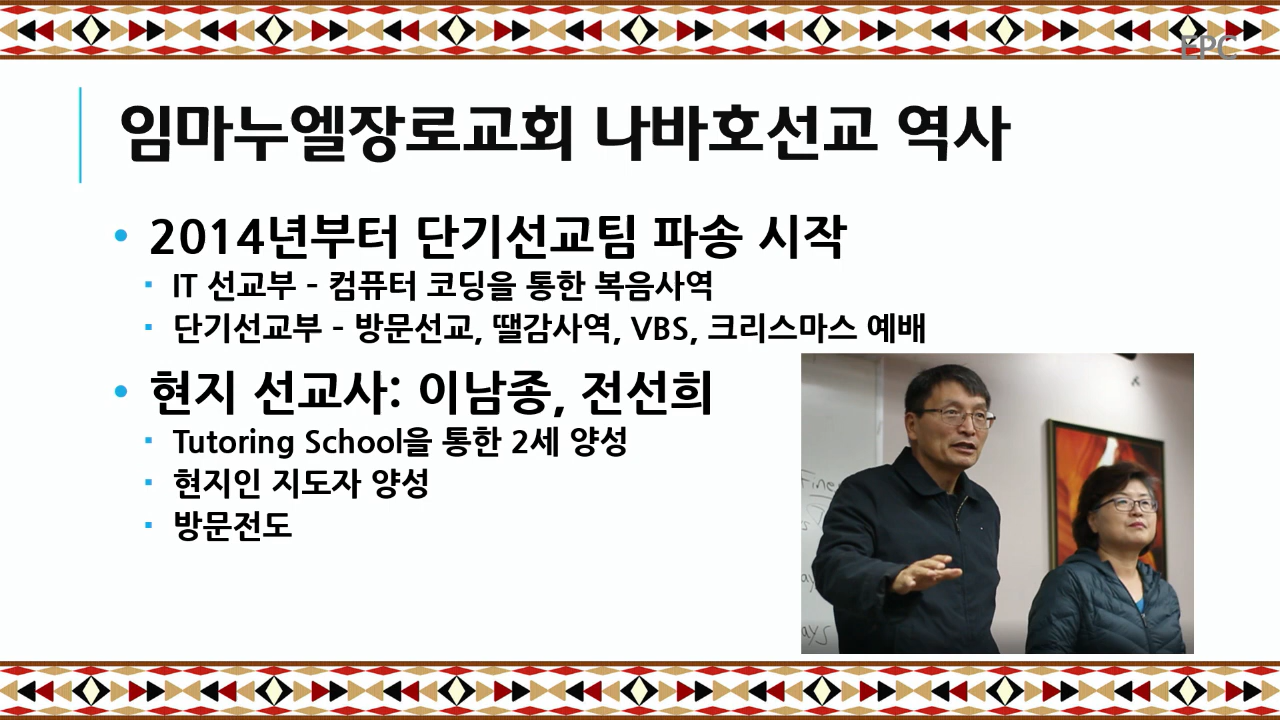 EPC
임마누엘장로교회 나바호선교 역사
• 2014년부터 단기선교팀 파송 시작
▪ IT 선교부 - 컴퓨터 코딩을 통한 복음사역
▪ 단기선교부 - 방문선교, 땔감사역, VBS, 크리스마스 예배
• 현지 선교사: 이남종, 전선희
▪ Tutoring School을 통한 2세 양성
▪ 현지인 지도자 양성
▪ 방문전도